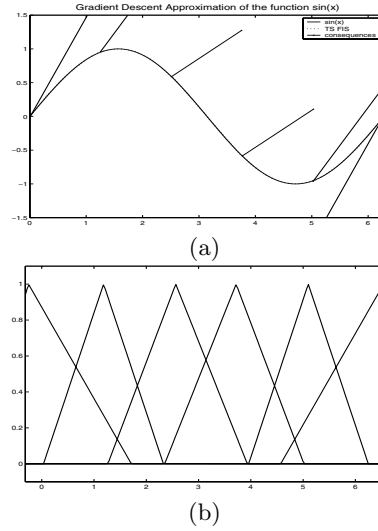 Gradient Descent Approximation of the function sin(x)
sin(x)
TS FIS
consequences
1.5
1
0.5
0
−0.5
−1
−1.5
0 1 2 3 4 5 6
(a)
1
0.8
0.6
0.4
0.2
0
0 1 2 3 4 5 6
(b)